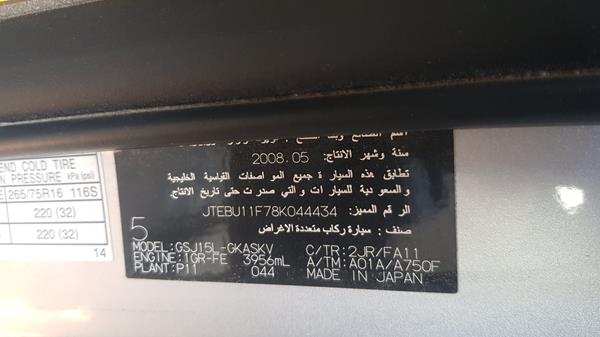 END COLD TIRE
ON PRESSURE kPa (psi)
265/75R16 116S
220 (32)
220 (32)
14
سنة وشهر الانتاج: 2008.05
تطابق هذه السيارة جميع المواصفات القياسية الخليجية
والسعودية للسيارات والتي صدرت حتى تاريخ الانتاج.
الرقم المميز: JTEBU11F78K044434
صنف: سيارة ركاب متعددة الاغراض
5
MODEL:GSJ15L-GKASKV C/TR:2JR/FA11
ENGINE:1GR-FE 3956mL A/TM:A01A/A750F
PLANT:P11 044 MADE IN JAPAN